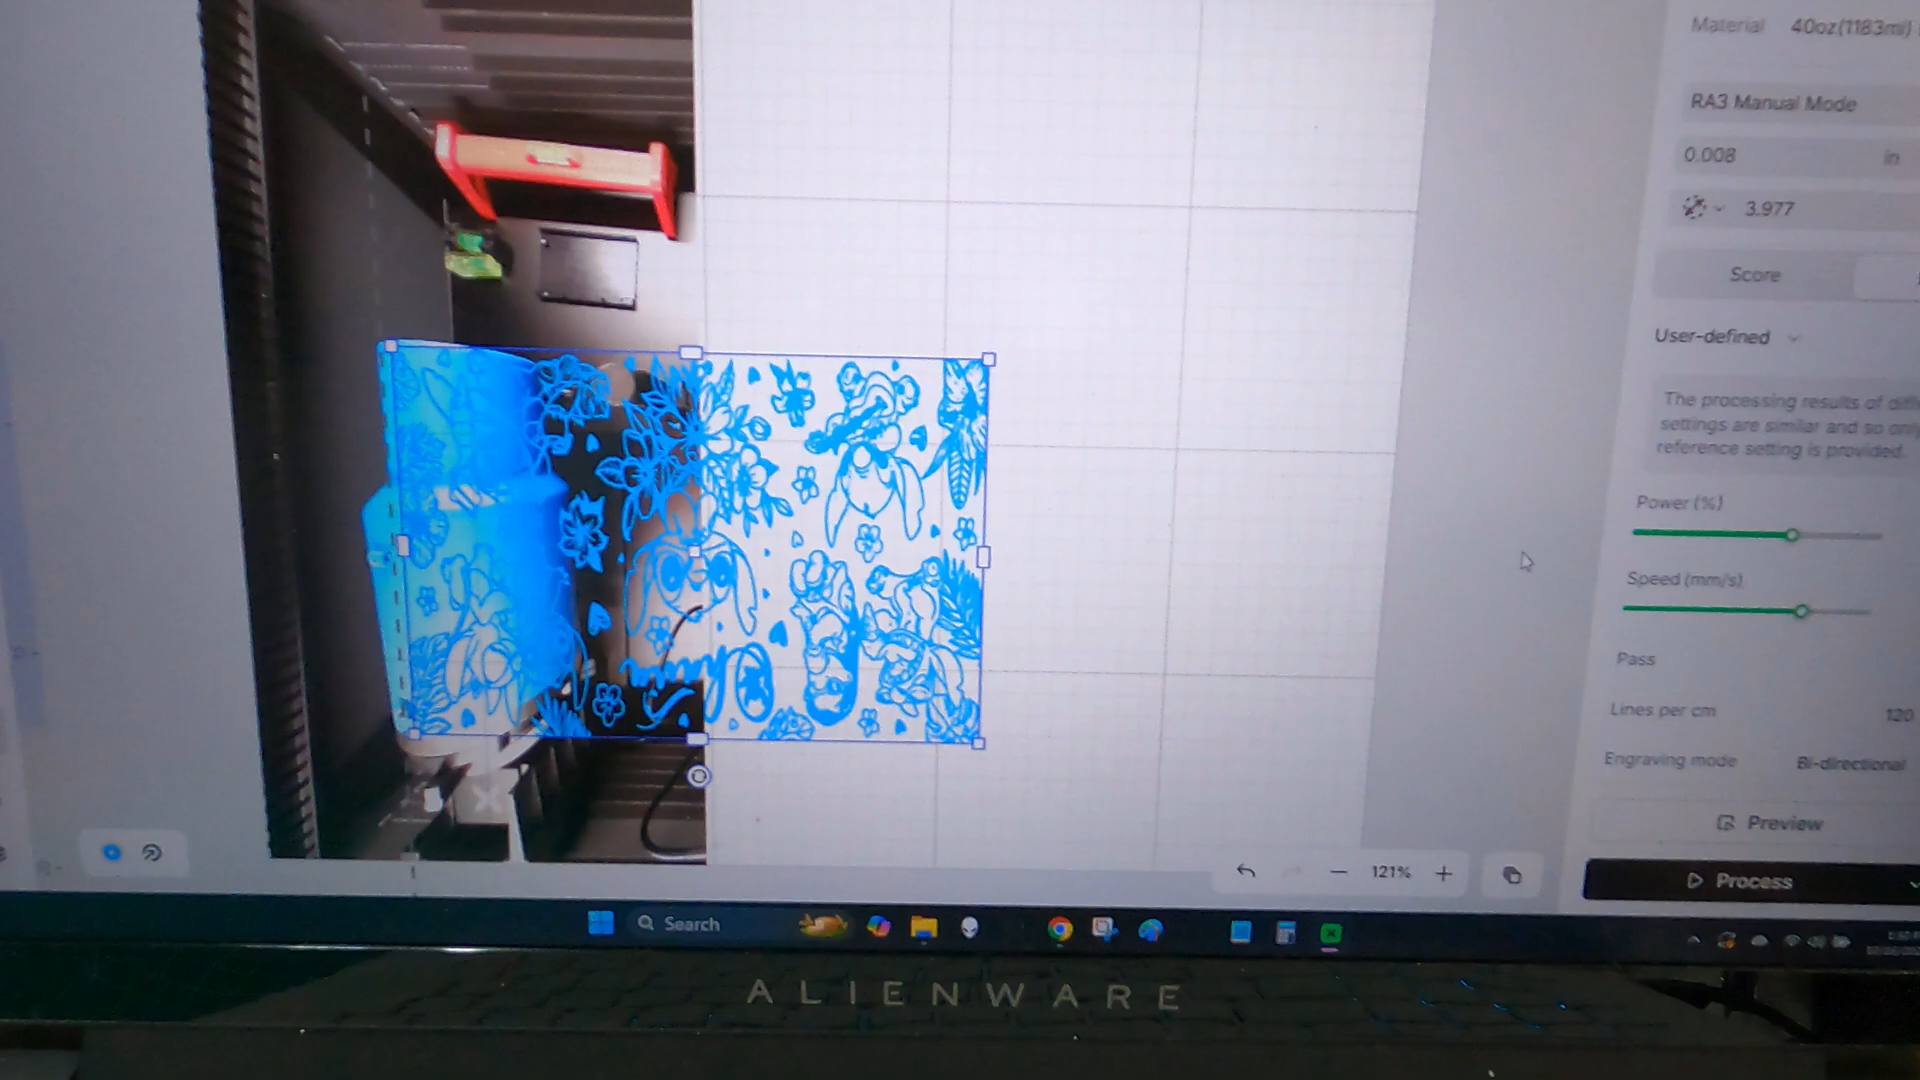 Material 40oz(1183ml)
RA3 Manual Mode
0.008 in
3.977
Score
User-defined
The processing results of
settings are similar and so only
reference setting is provided.
Power (%)
Speed (mm/s)
Pass
Lines per cm 120
Engraving mode Bi-directional
Preview
121%
Process
Search
ALIENWARE